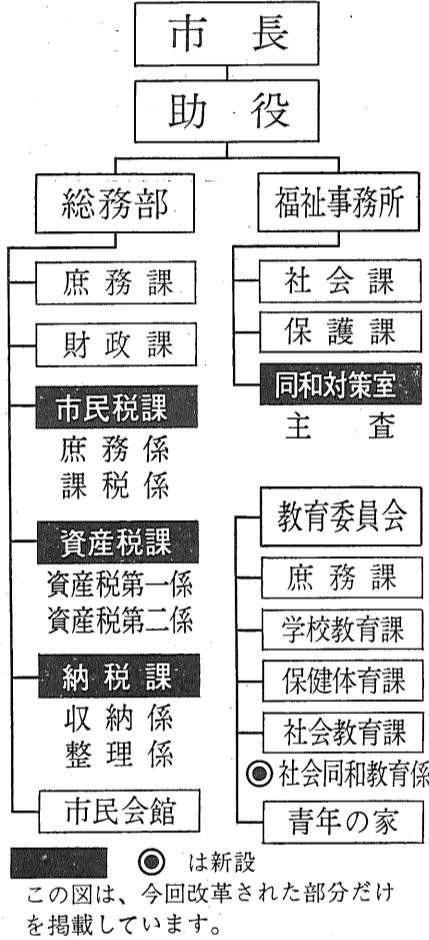 市長
助役
総務部
庶務課
財政課
市民税課
庶務係
課税係
資産税課
資産税第一係
資産税第二係
納税課
収納係
整理係
市民会館
福祉事務所
社会課
保護課
同和対策室
主査
教育委員会
庶務課
学校教育課
保健体育課
社会教育課
◉社会同和教育係
青年の家
◉は新設
この図は、今回改革された部分だけ
を掲載しています。